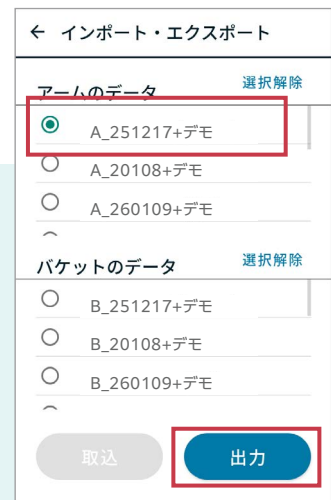 ← インポート・エクスポート
アームのデータ 選択解除
A_251217+デモ
A_20108+デモ
A_260109+デモ
バケットのデータ 選択解除
B_251217+デモ
B_20108+デモ
B_260109+デモ
取込 出力